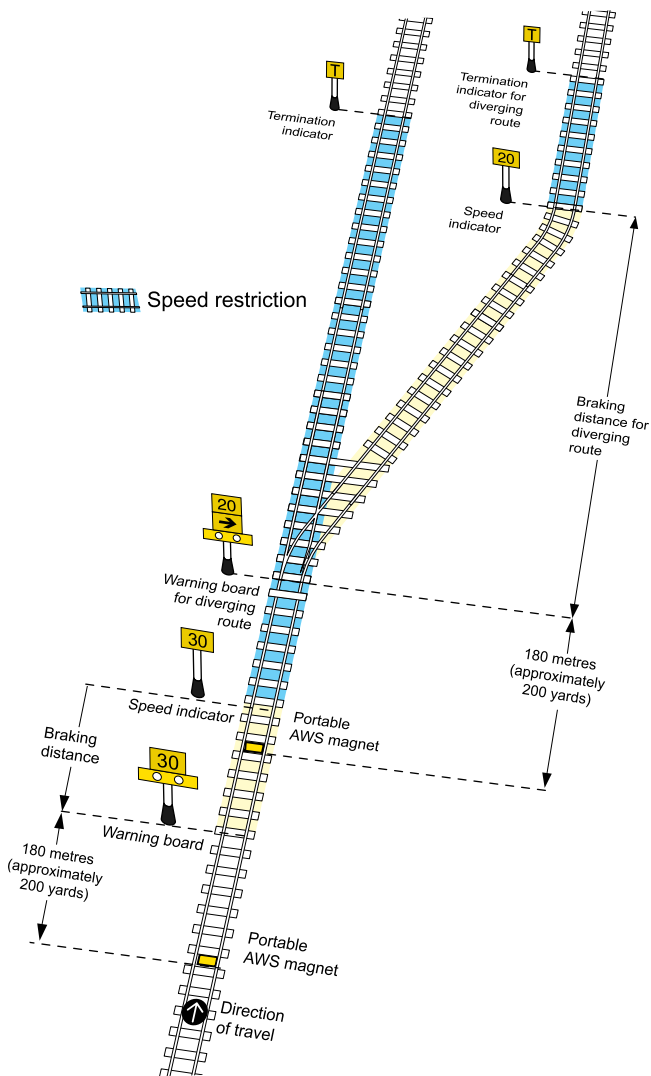 T
Termination
indicator
T
Termination
indicator for
diverging
route
20
Speed
indicator
Speed restriction
Braking
distance for
diverging
route
20
Warning board
for diverging
route
180 metres
(approximately
200 yards)
30
Speed indicator
Portable
AWS magnet
Braking
distance
30
Warning board
180 metres
(approximately
200 yards)
Portable
AWS magnet
Direction
of travel